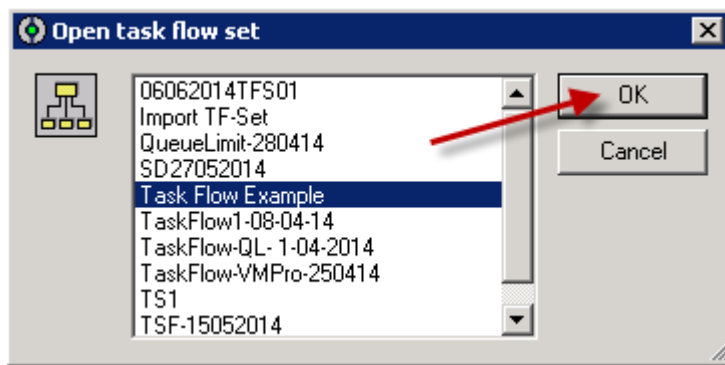 Open task flow set
06062014TFS01
Import TF-Set
QueueLimit-280414
SD27052014
Task Flow Example
TaskFlow1-08-04-14
TaskFlow-QL- 1-04-2014
TaskFlow-VMPro-250414
TS1
TSF-15052014
OK
Cancel